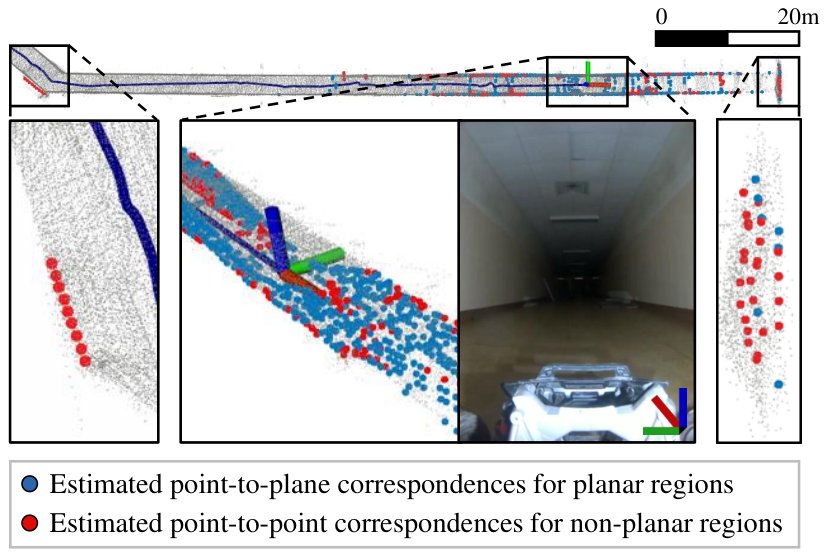 0 20m
Estimated point-to-plane correspondences for planar regions
Estimated point-to-point correspondences for non-planar regions